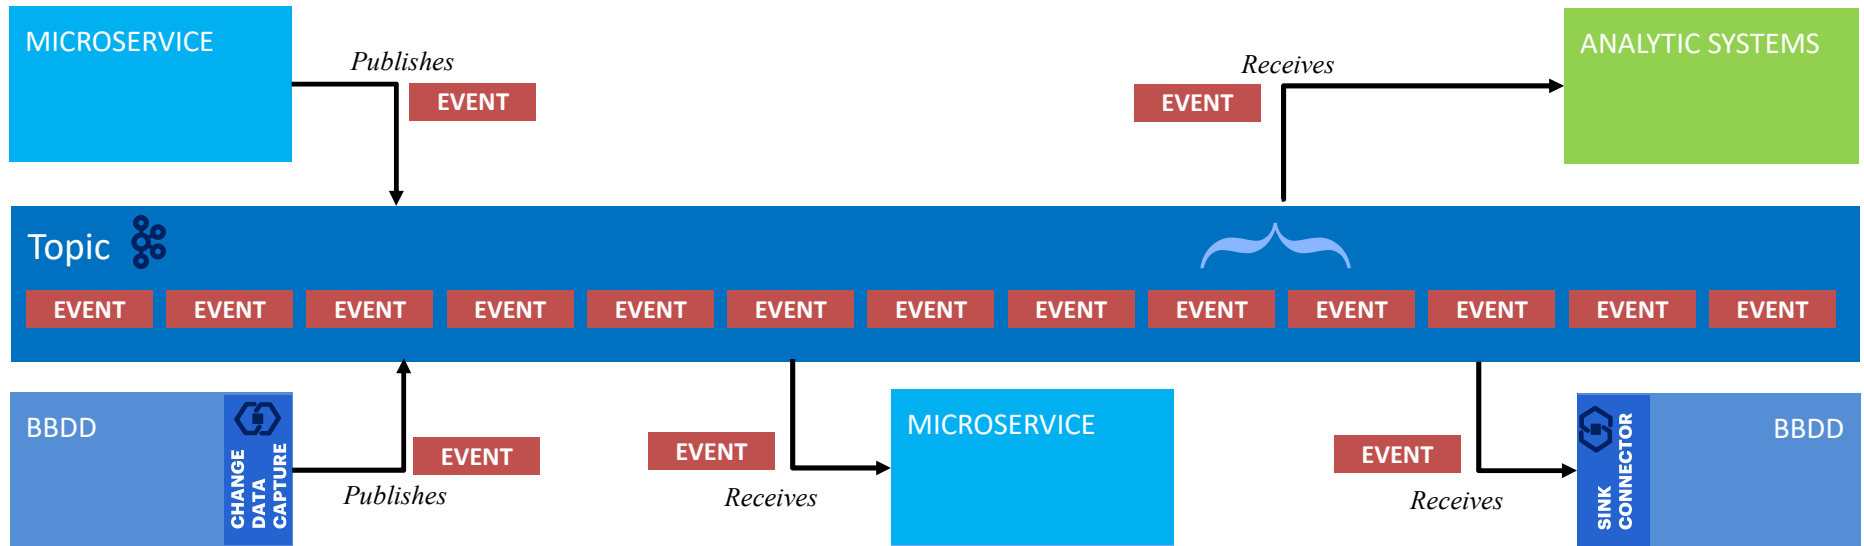 MICROSERVICE
Publishes
EVENT
Receives
EVENT
ANALYTIC SYSTEMS
Topic
EVENT EVENT EVENT EVENT EVENT EVENT EVENT EVENT EVENT EVENT EVENT EVENT EVENT
BBDD
CHANGE
DATA
CAPTURE
EVENT
Publishes
EVENT
Receives
MICROSERVICE
EVENT
Receives
SINK
CONNECTOR
BBDD